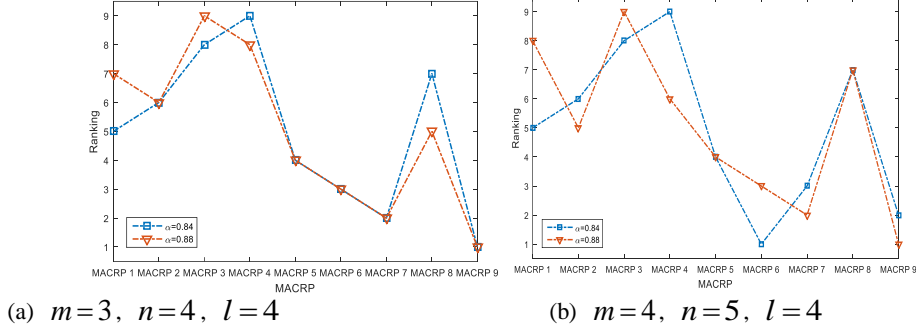 9
8
7
6
5
4
3
2
1
Ranking
α=0.84
α=0.88
MACRP 1 MACRP 2 MACRP 3 MACRP 4 MACRP 5 MACRP 6 MACRP 7 MACRP 8 MACRP 9
MACRP
(a) m=3, n=4, l=4
9
8
7
6
5
4
3
2
1
Ranking
α=0.84
α=0.88
MACRP 1 MACRP 2 MACRP 3 MACRP 4 MACRP 5 MACRP 6 MACRP 7 MACRP 8 MACRP 9
MACRP
(b) m=4, n=5, l=4